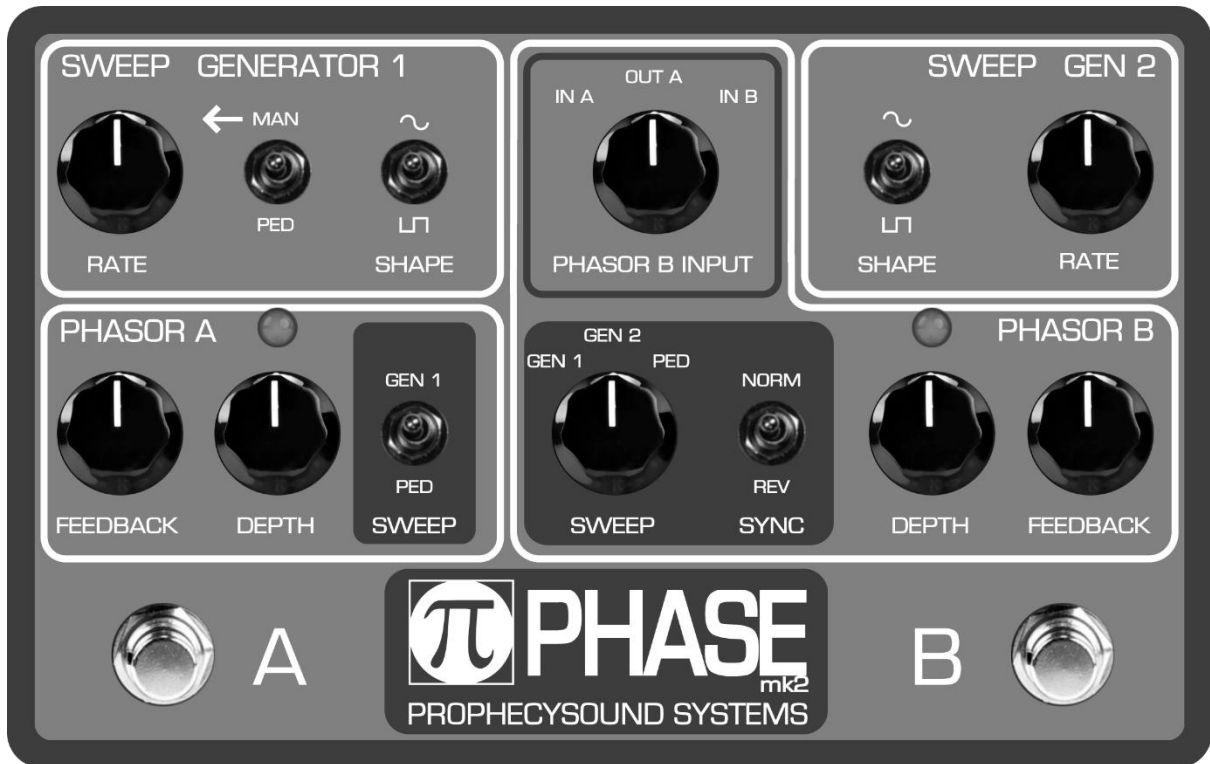 SWEEP GENERATOR 1
MAN
PED
RATE
SHAPE
IN A
OUT A
IN B
PHASOR B INPUT
SWEEP GEN 2
SHAPE
RATE
PHASOR A
FEEDBACK
DEPTH
GEN 1
PED
SWEEP
GEN 1
GEN 2
PED
SWEEP
NORM
REV
SYNC
PHASOR B
DEPTH
FEEDBACK
A
π PHASE
mk2
PROPHECYSOUND SYSTEMS
B